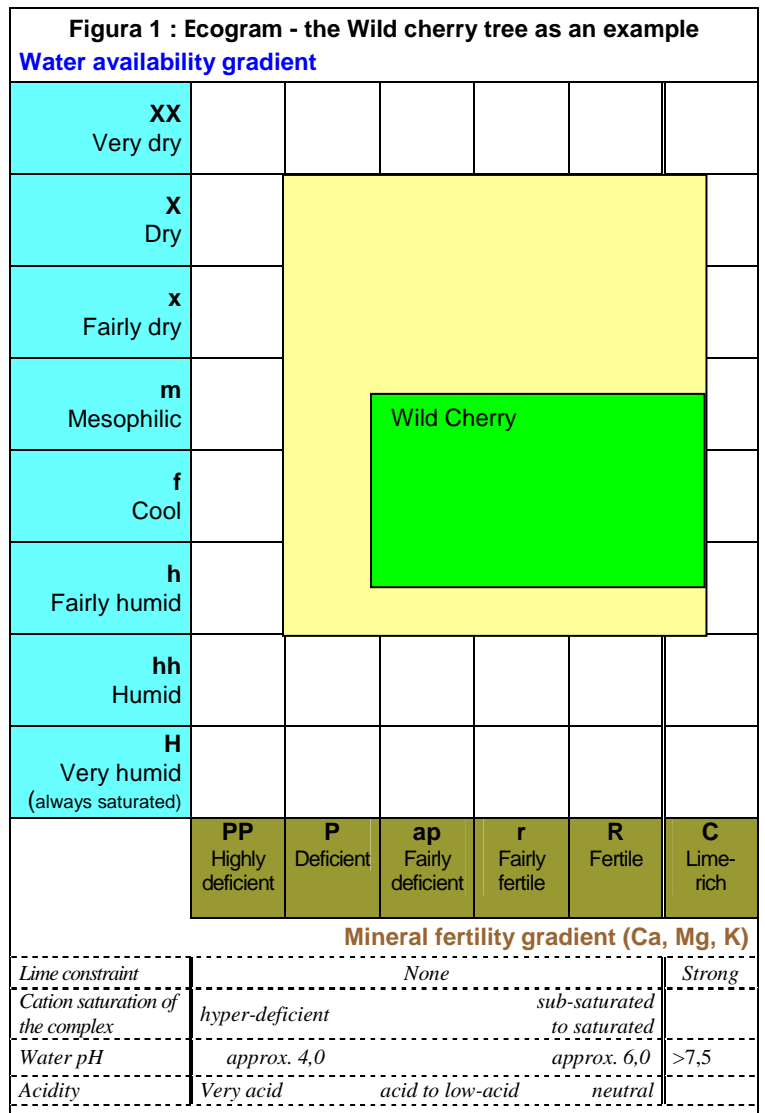 Figura 1 : Ecogram - the Wild cherry tree as an example
Water availability gradient
XX
Very dry
X
Dry
x
Fairly dry
m
Mesophilic
Wild Cherry
f
Cool
h
Fairly humid
hh
Humid
H
Very humid
(always saturated)
PP
Highly
deficient
P
Deficient
ap
Fairly
deficient
r
Fairly
fertile
R
Fertile
C
Lime-
rich
Mineral fertility gradient (Ca, Mg, K)
Lime constraint None Strong
Cation saturation of
the complex
hyper-deficient
sub-saturated
to saturated
Water pH approx. 4,0 approx. 6,0 >7,5
Acidity Very acid acid to low-acid neutral